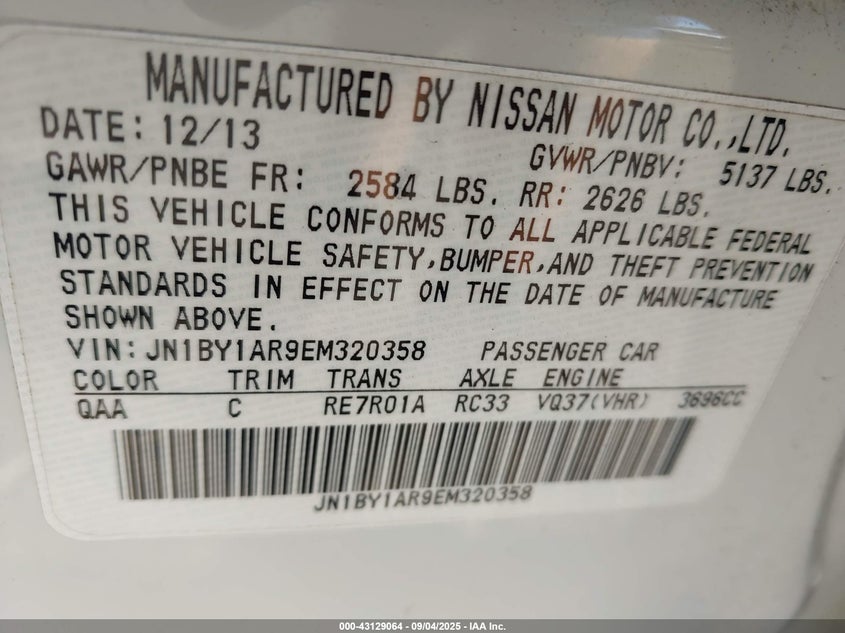 MANUFACTURED BY NISSAN MOTOR CO.,LTD.
DATE: 12/13 GVWR/PNBV: 5137 LBS.
GAWR/PNBE FR: 2584 LBS. RR: 2626 LBS.
THIS VEHICLE CONFORMS TO ALL APPLICABLE FEDERAL
MOTOR VEHICLE SAFETY,BUMPER,AND THEFT PREVENTION
STANDARDS IN EFFECT ON THE DATE OF MANUFACTURE
SHOWN ABOVE.
VIN: JN1BY1AR9EM320358 PASSENGER CAR
COLOR TRIM TRANS AXLE ENGINE
QAA C RE7R01A RC33 VQ37(VHR) 3696CC
JN1BY1AR9EM320358
000-43129064 - 09/04/2025 - IAA Inc.